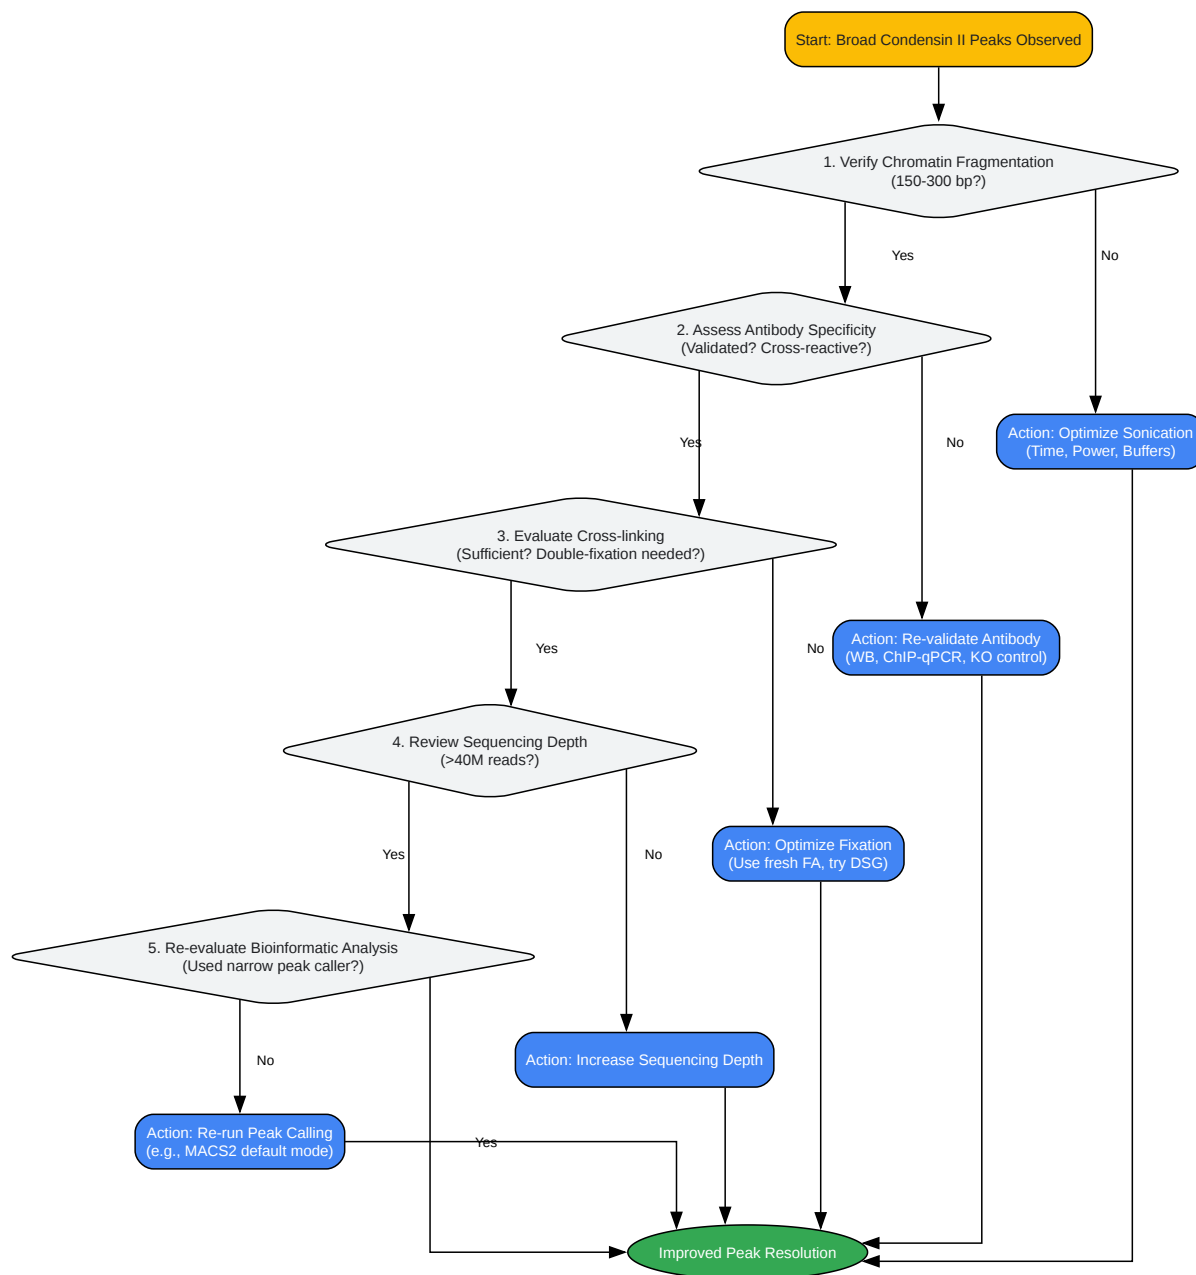 Start: Broad Condensin II Peaks Observed
1. Verify Chromatin Fragmentation
(150-300 bp?)
Yes
No
2. Assess Antibody Specificity
(Validated? Cross-reactive?)
Action: Optimize Sonication
(Time, Power, Buffers)
Yes
No
3. Evaluate Cross-linking
(Sufficient? Double-fixation needed?)
Action: Re-validate Antibody
(WB, ChIP-qPCR, KO control)
Yes
No
4. Review Sequencing Depth
(>40M reads?)
Action: Optimize Fixation
(Use fresh FA, try DSG)
Yes
No
5. Re-evaluate Bioinformatic Analysis
(Used narrow peak caller?)
No
Action: Increase Sequencing Depth
Action: Re-run Peak Calling
(e.g., MACS2 default mode)
Yes
Improved Peak Resolution